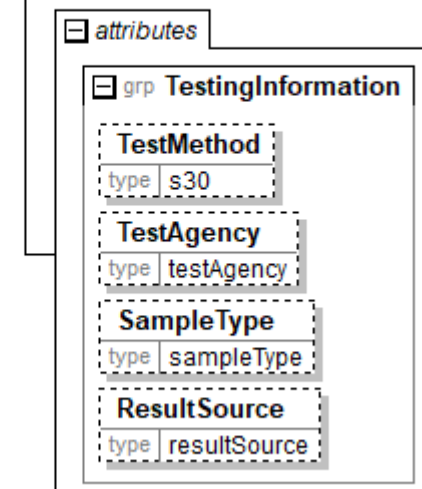 attributes
grp TestingInformation
TestMethod
type s30
TestAgency
type testAgency
SampleType
type sampleType
ResultSource
type resultSource